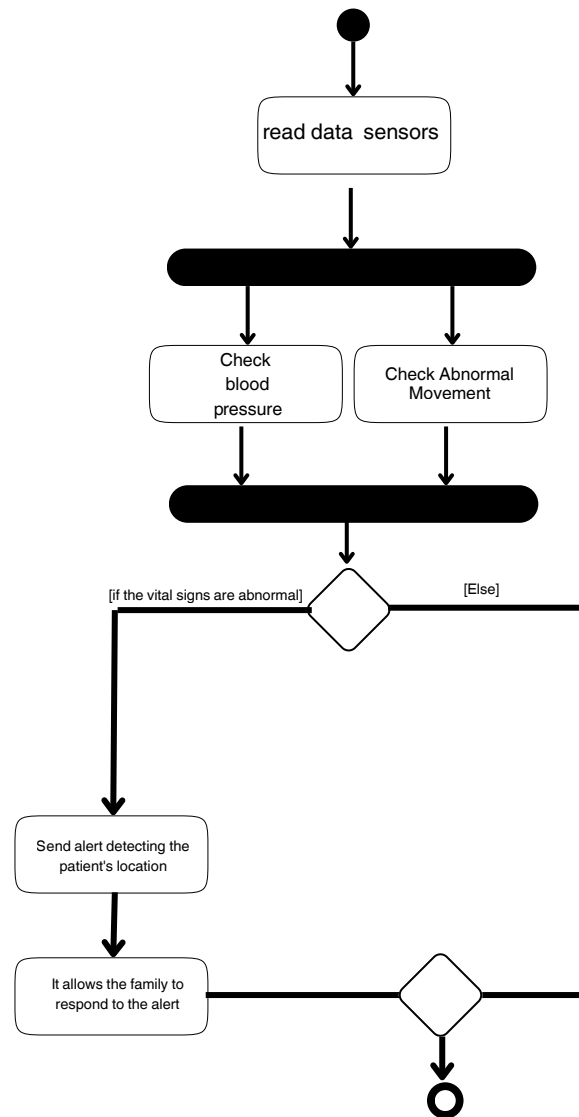 read data sensors
Check
blood
pressure
Check Abnormal
Movement
[if the vital signs are abnormal]
[Else]
Send alert detecting the
patient's location
It allows the family to
respond to the alert